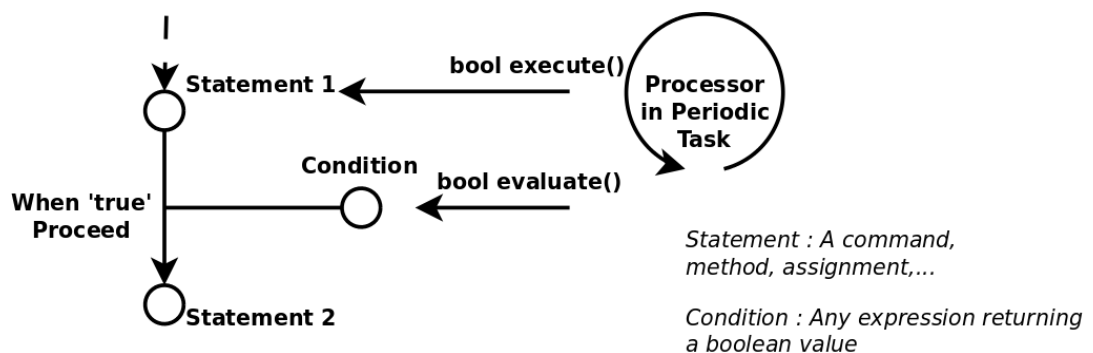 bool execute()
Statement 1
Processor
in Periodic
Task
Condition
bool evaluate()
When 'true'
Proceed
Statement : A command,
method, assignment,...
Statement 2
Condition : Any expression returning
a boolean value